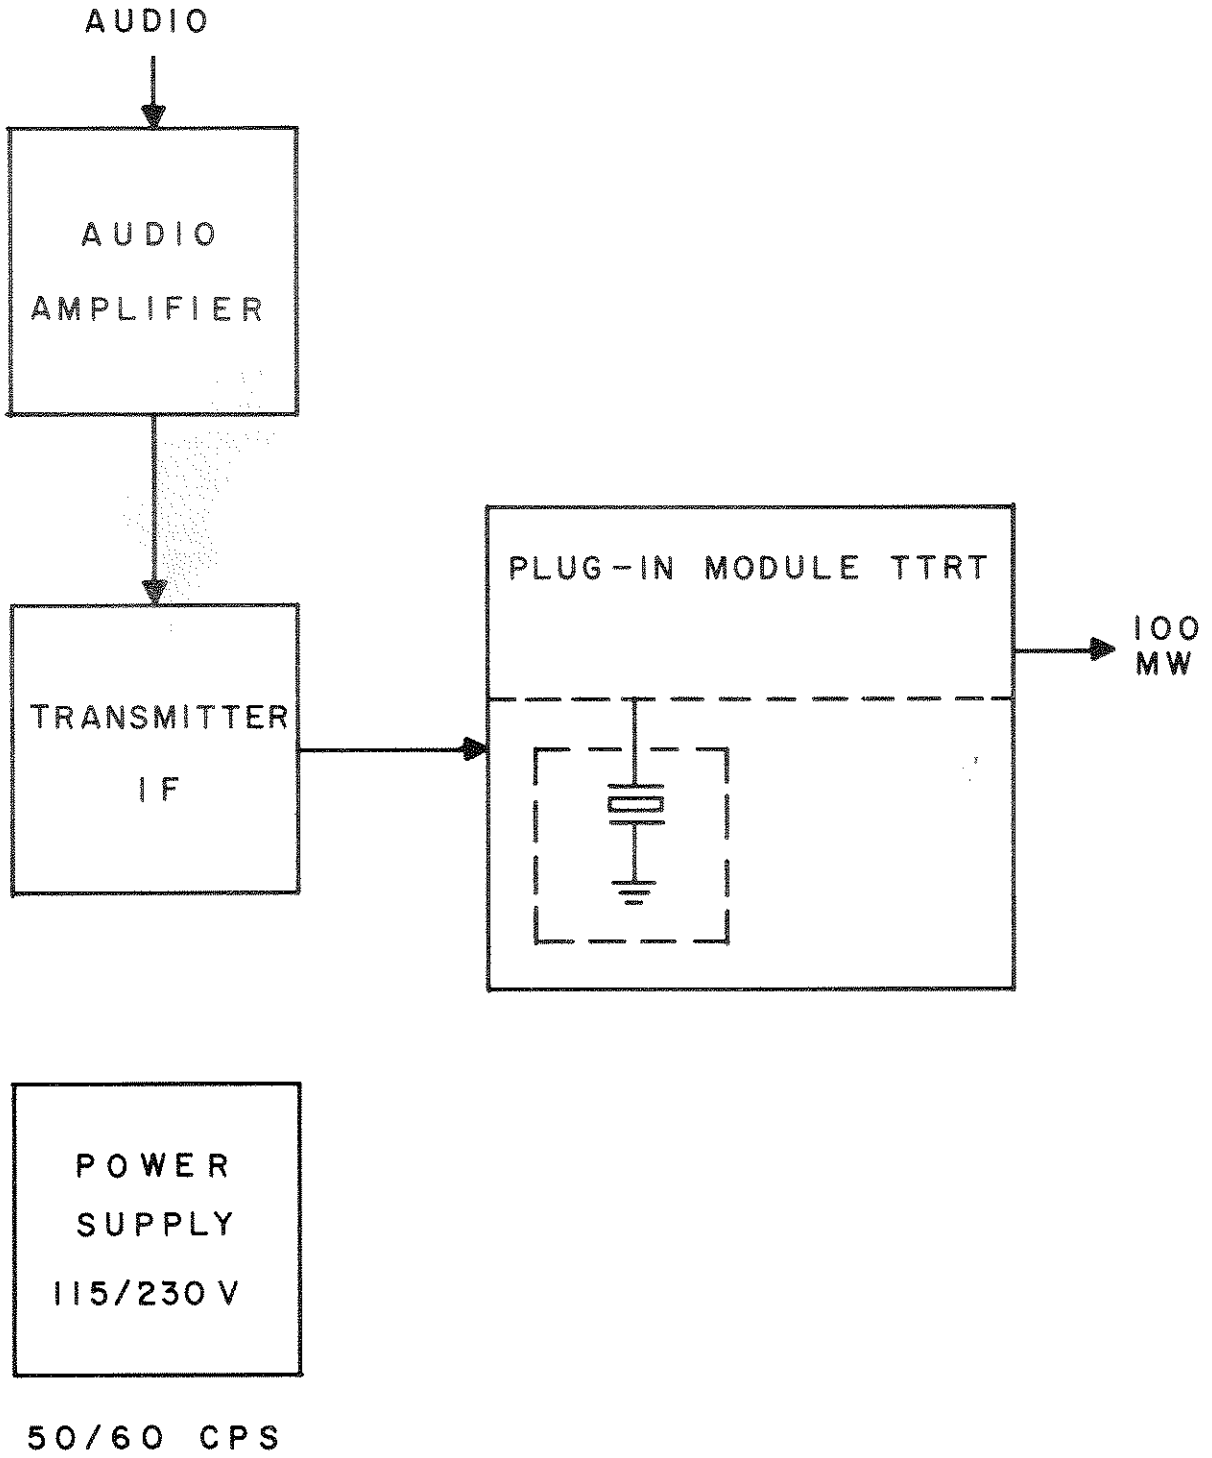 AUDIO
AUDIO
AMPLIFIER
PLUG-IN MODULE TTRT
100
MW
TRANSMITTER
IF
POWER
SUPPLY
115/230 V
50/60 CPS